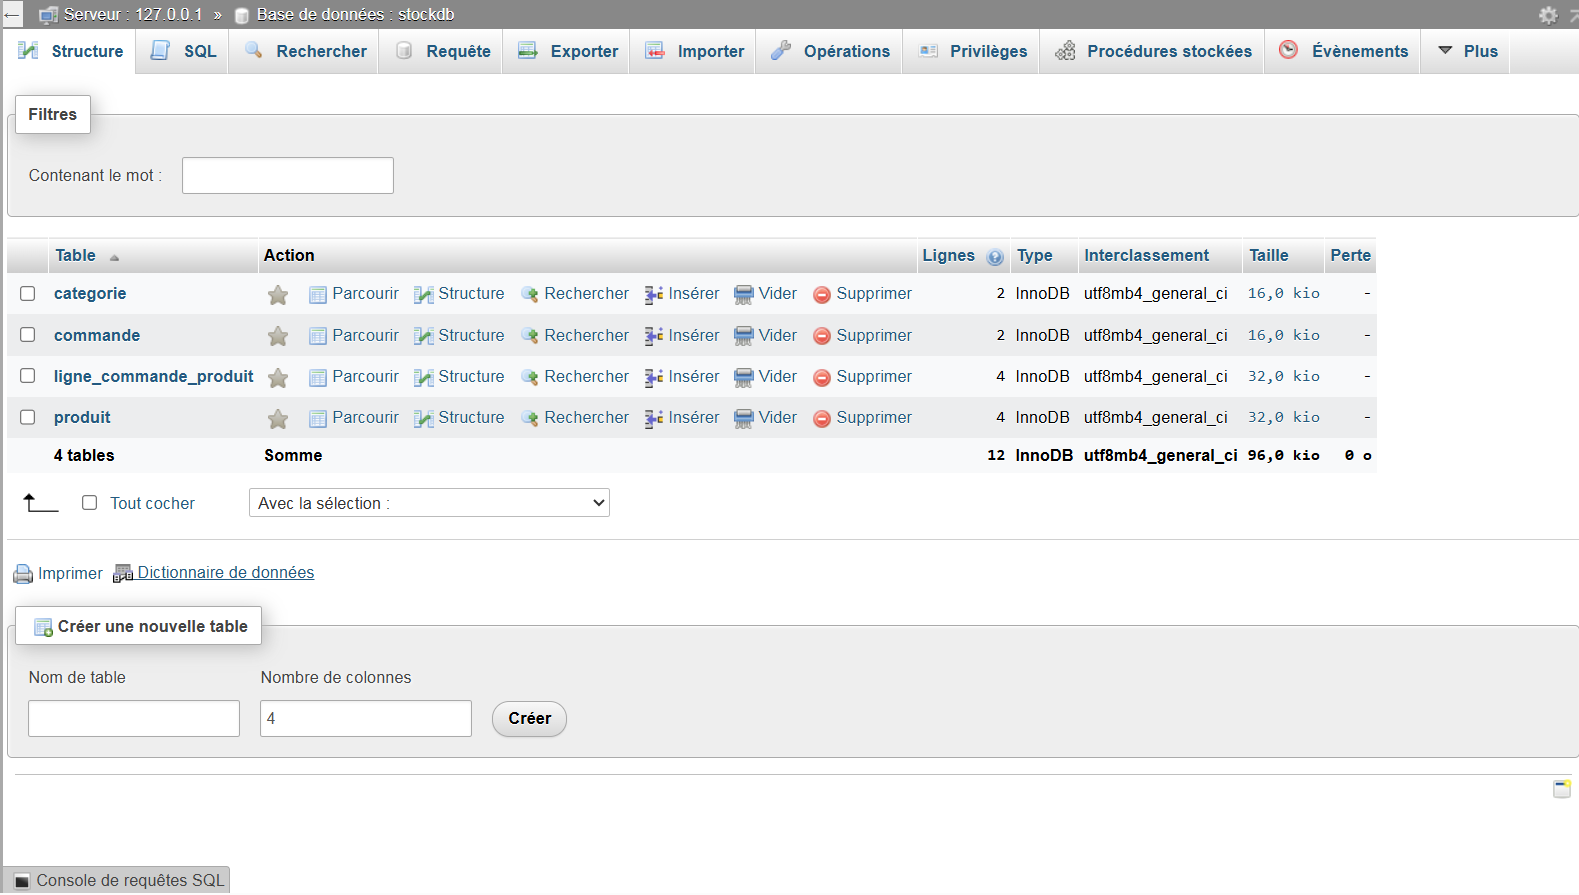 Serveur : 127.0.0.1 » Base de données : stockdb
Structure SQL Rechercher Requête Exporter Importer Opérations Privilèges Procédures stockées Évènements Plus
Filtres
Contenant le mot :
Table Action Lignes Type Interclassement Taille Perte
categorie Parcourir Structure Rechercher Insérer Vider Supprimer 2 InnoDB utf8mb4_general_ci 16,0 kio -
commande Parcourir Structure Rechercher Insérer Vider Supprimer 2 InnoDB utf8mb4_general_ci 16,0 kio -
ligne_commande_produit Parcourir Structure Rechercher Insérer Vider Supprimer 4 InnoDB utf8mb4_general_ci 32,0 kio -
produit Parcourir Structure Rechercher Insérer Vider Supprimer 4 InnoDB utf8mb4_general_ci 32,0 kio -
4 tables Somme 12 InnoDB utf8mb4_general_ci 96,0 kio 0 o
Tout cocher Avec la sélection :
Imprimer Dictionnaire de données
Créer une nouvelle table
Nom de table Nombre de colonnes
4 Créer
Console de requêtes SQL